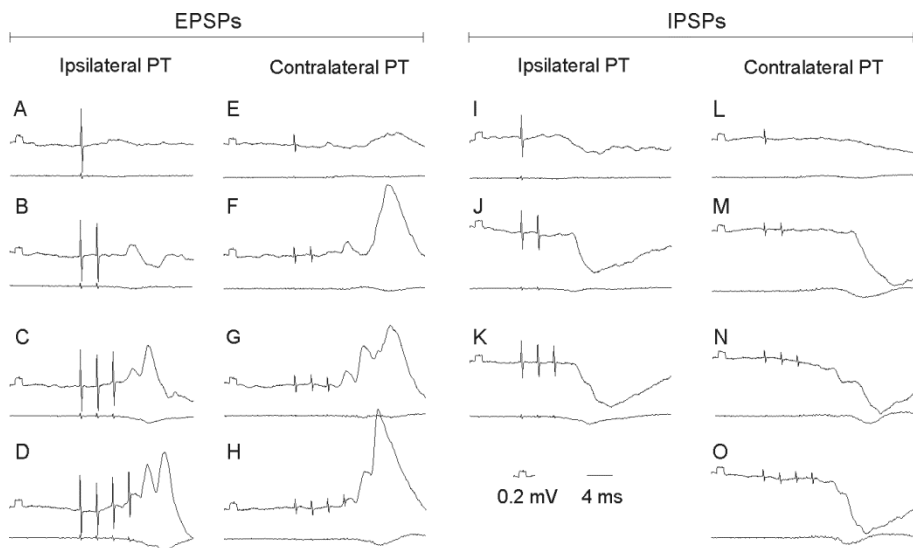 EPSPs IPSPs
Ipsilateral PT Contralateral PT Ipsilateral PT Contralateral PT
A E I L
B F J M
C G K N
D H O
0.2 mV 4 ms